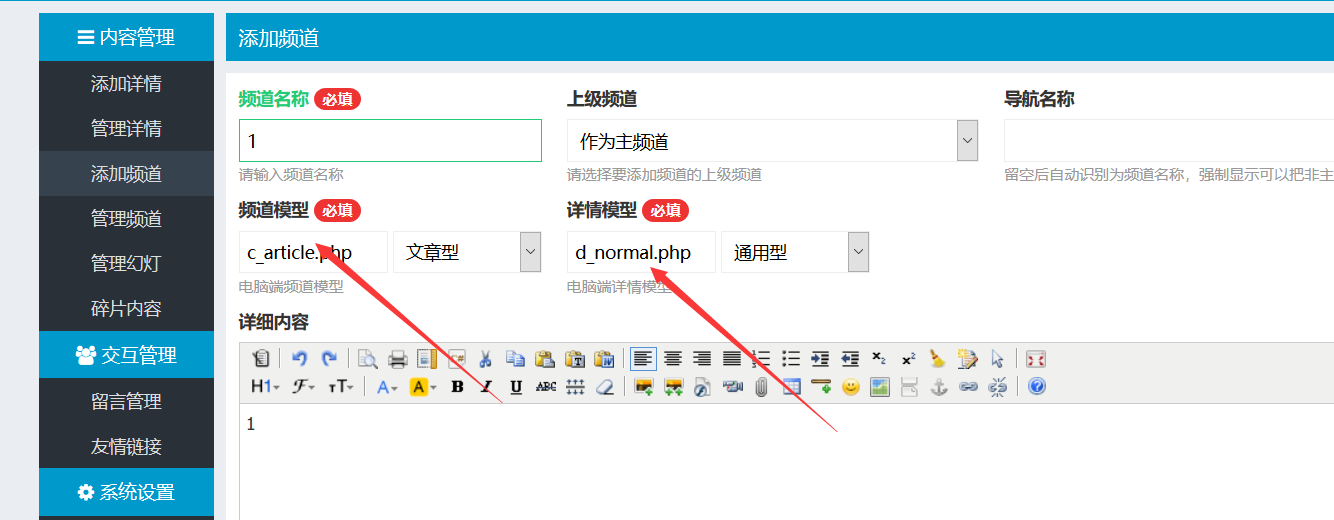 内容管理
添加详情
管理详情
添加频道
管理频道
管理幻灯
碎片内容
交互管理
留言管理
友情链接
系统设置
添加频道
频道名称 必填
上级频道
导航名称
1
作为主频道
请输入频道名称
请选择要添加频道的上级频道
留空后自动识别为频道名称，强制显示可以把非主
频道模型 必填
详情模型 必填
c_article.php
文章型
d_normal.php
通用型
电脑端频道模型
电脑端详情模型
详细内容
H1 F тT A A B I U ABC
1